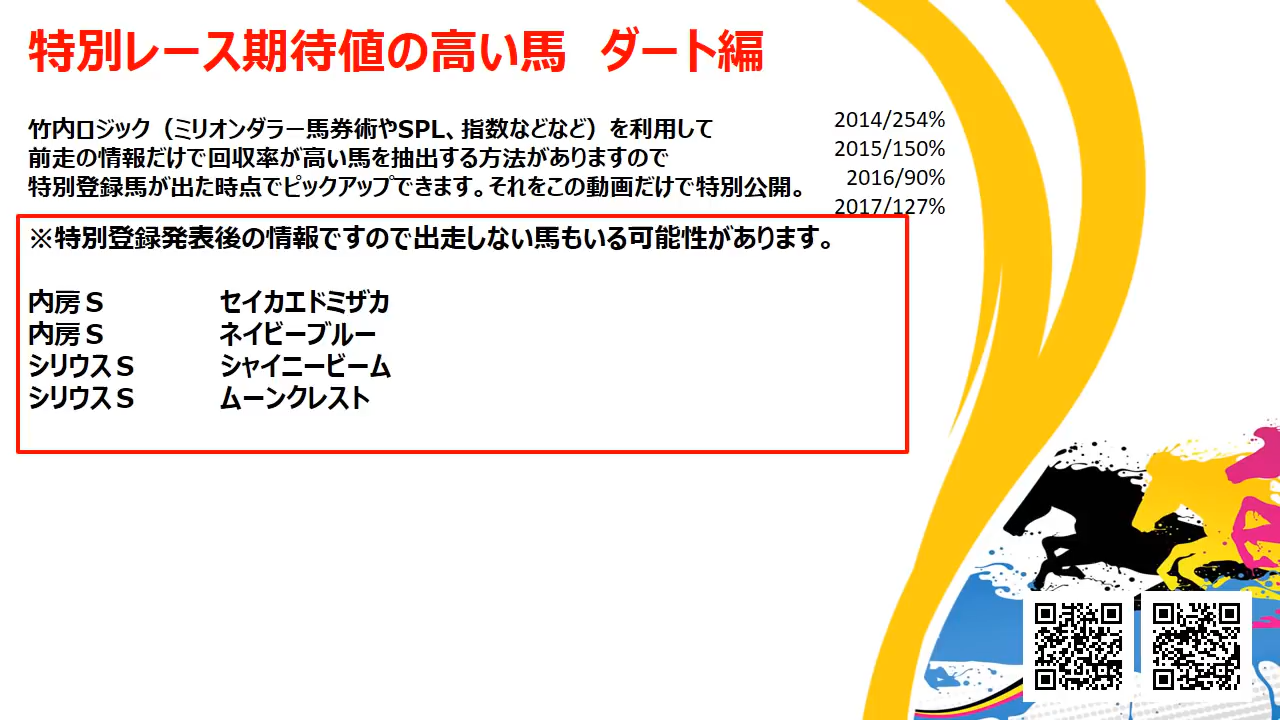 特別レース期待値の高い馬　ダート編
竹内ロジック（ミリオンダラー馬券術やSPL、指数などなど）を利用して
前走の情報だけで回収率が高い馬を抽出する方法がありますので
特別登録馬が出た時点でピックアップできます。それをこの動画だけで特別公開。
2014/254%
2015/150%
2016/90%
2017/127%
※特別登録発表後の情報ですので出走しない馬もいる可能性があります。
内房Ｓ　セイカエドミザカ
内房Ｓ　ネイビーブルー
シリウスＳ　シャイニービーム
シリウスＳ　ムーンクレスト